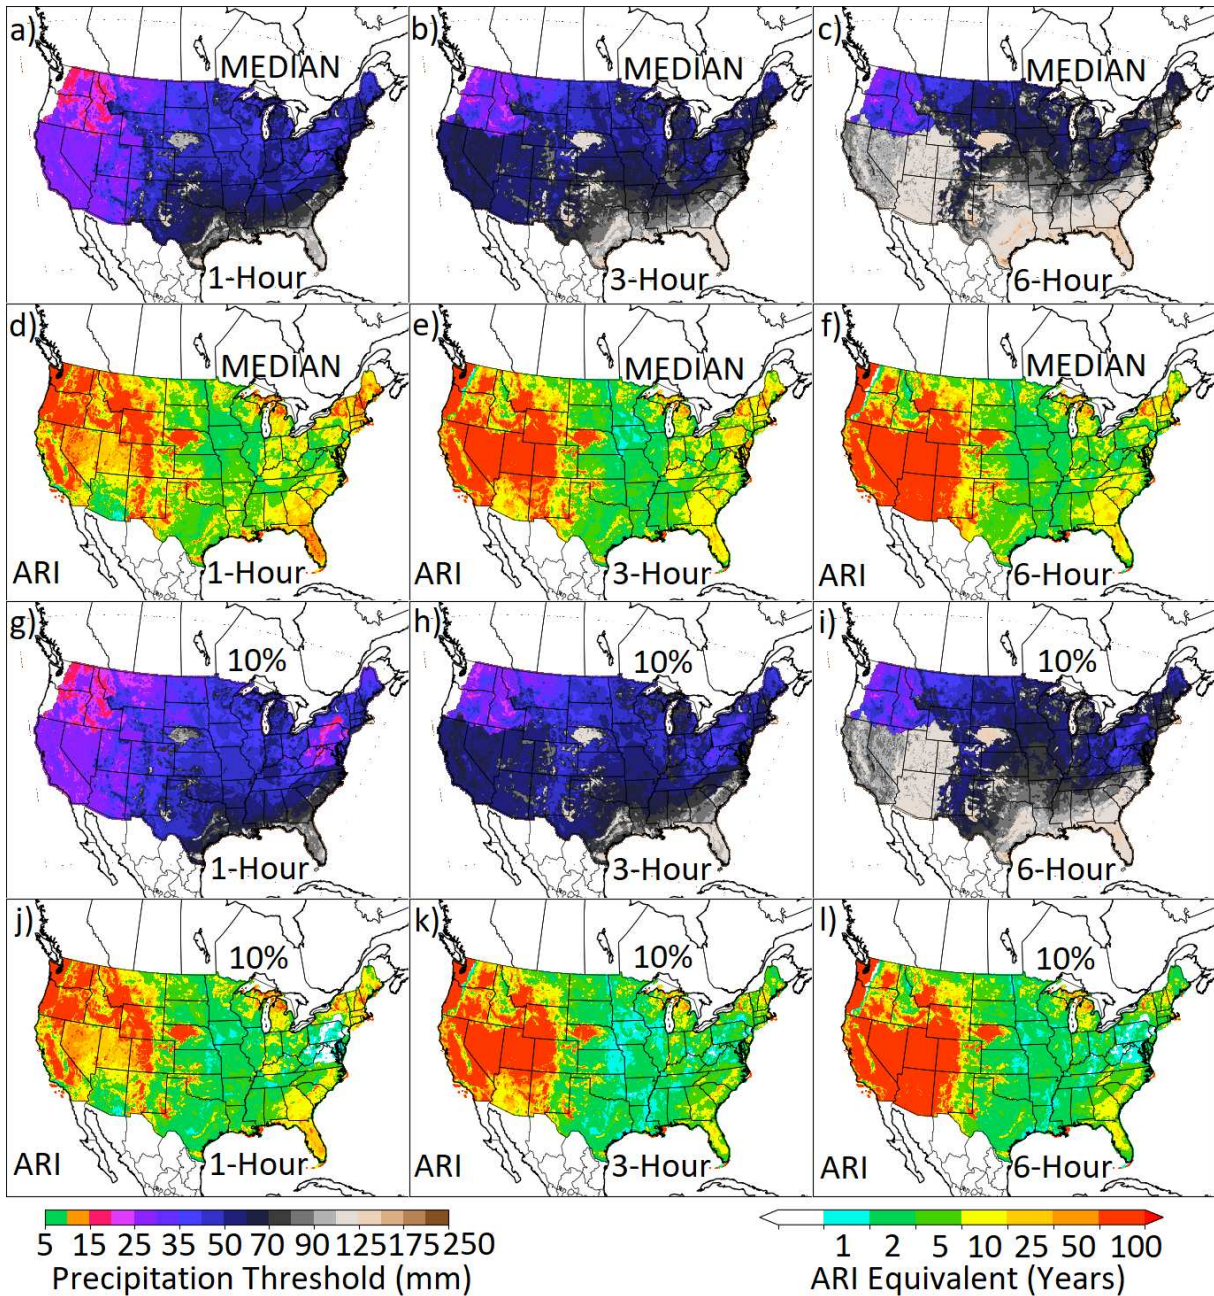 a) MEDIAN 1-Hour
b) MEDIAN 3-Hour
c) MEDIAN 6-Hour
d) MEDIAN ARI 1-Hour
e) MEDIAN ARI 3-Hour
f) MEDIAN ARI 6-Hour
g) 10% 1-Hour
h) 10% 3-Hour
i) 10% 6-Hour
j) 10% ARI 1-Hour
k) 10% ARI 3-Hour
l) 10% ARI 6-Hour
5 15 25 35 50 70 90 125 175 250
Precipitation Threshold (mm)
1 2 5 10 25 50 100
ARI Equivalent (Years)